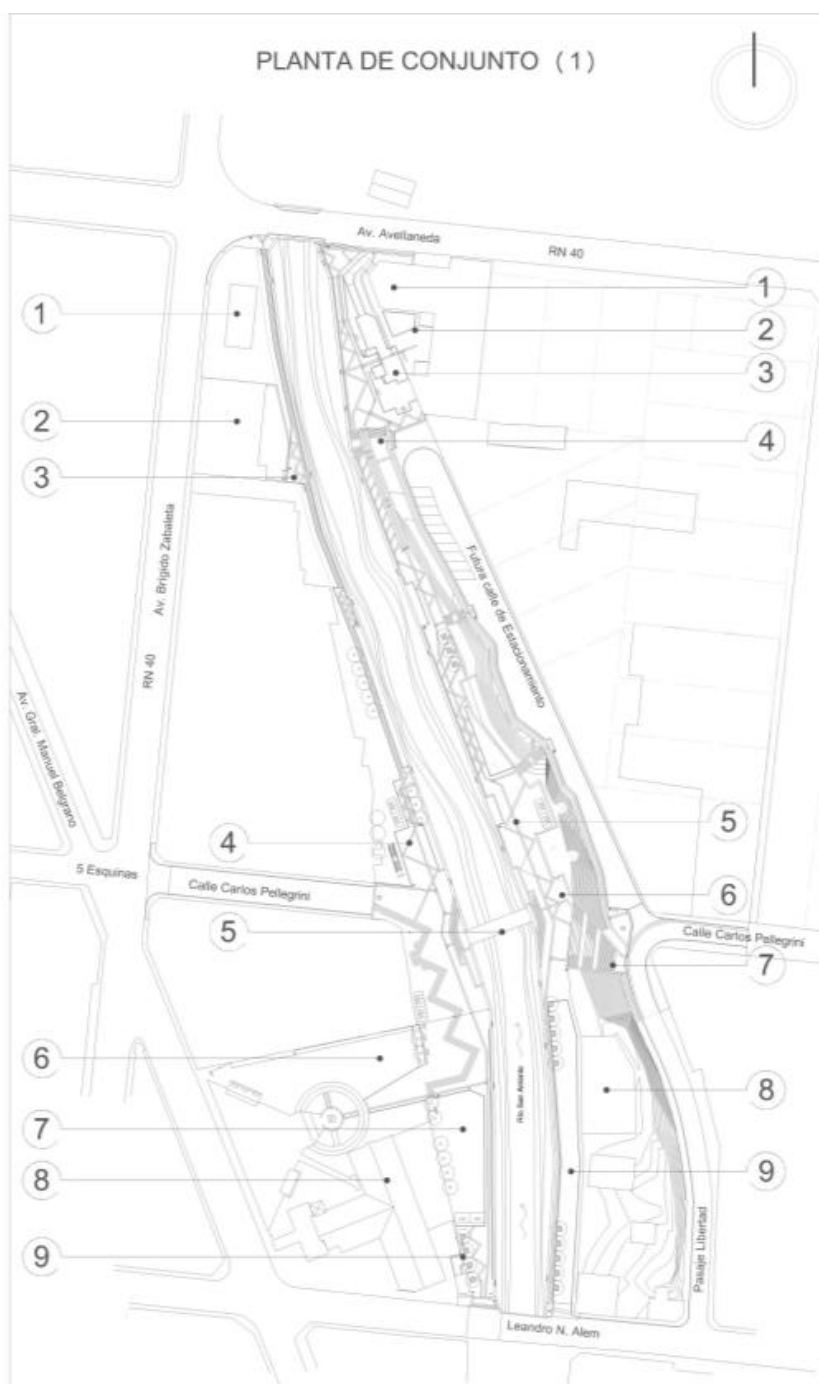 PLANTA DE CONJUNTO (1)
Av. Avellaneda
RN 40
1
1
2
3
2
4
3
Av. Brigido Zabaleta
RN 40
Futura calle de Estacionamiento
Av. Gral. Manuel Belgrano
4
5
5 Esquinas
Calle Carlos Pellegrini
6
5
Calle Carlos Pellegrini
7
6
Río San Antonio
8
7
8
9
9
Pasaje Libertad
Leandro N. Alem